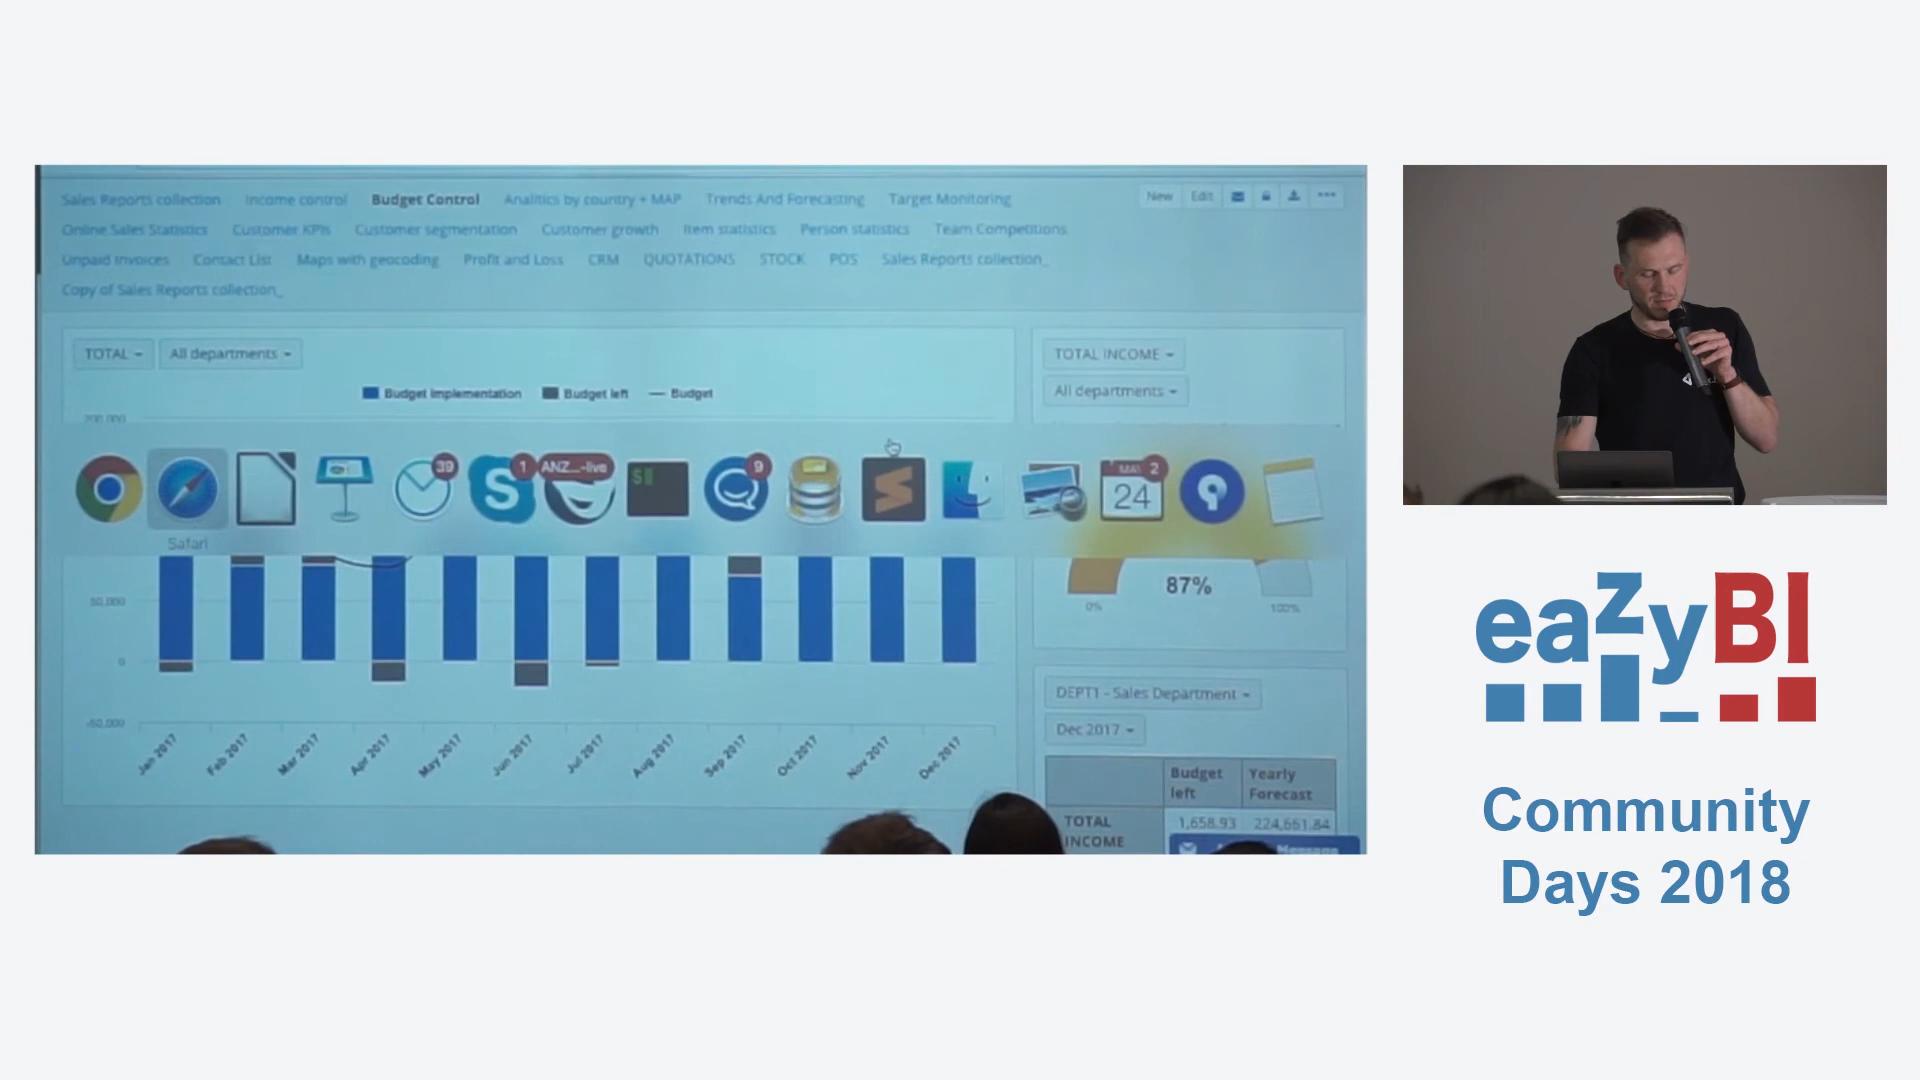 Sales Reports collection Income control Budget Control Analitics by country + MAP Trends And Forecasting Target Monitoring
New Edit
Online Sales Statistics Customer KPIs Customer segmentation Customer growth Item statistics Person statistics Team Competitions
Unpaid Invoices Contact List Maps with geocoding Profit and Loss CRM QUOTATIONS STOCK POS Sales Reports collection_
Copy of Sales Reports collection_
TOTAL All departments
TOTAL INCOME
All departments
Budget implementation Budget left Budget
200,000
39 1 ANZ_-live $ 9 MAY 2 24
S
Safari
50,000
0
-50,000
Jan 2017 Feb 2017 Mar 2017 Apr 2017 May 2017 Jun 2017 Jul 2017 Aug 2017 Sep 2017 Oct 2017 Nov 2017 Dec 2017
87%
0% 100%
DEPT1 - Sales Department
Dec 2017
Budget left Yearly Forecast
TOTAL INCOME 1,658.93 224,661.84
Message
eazyBI
Community
Days 2018